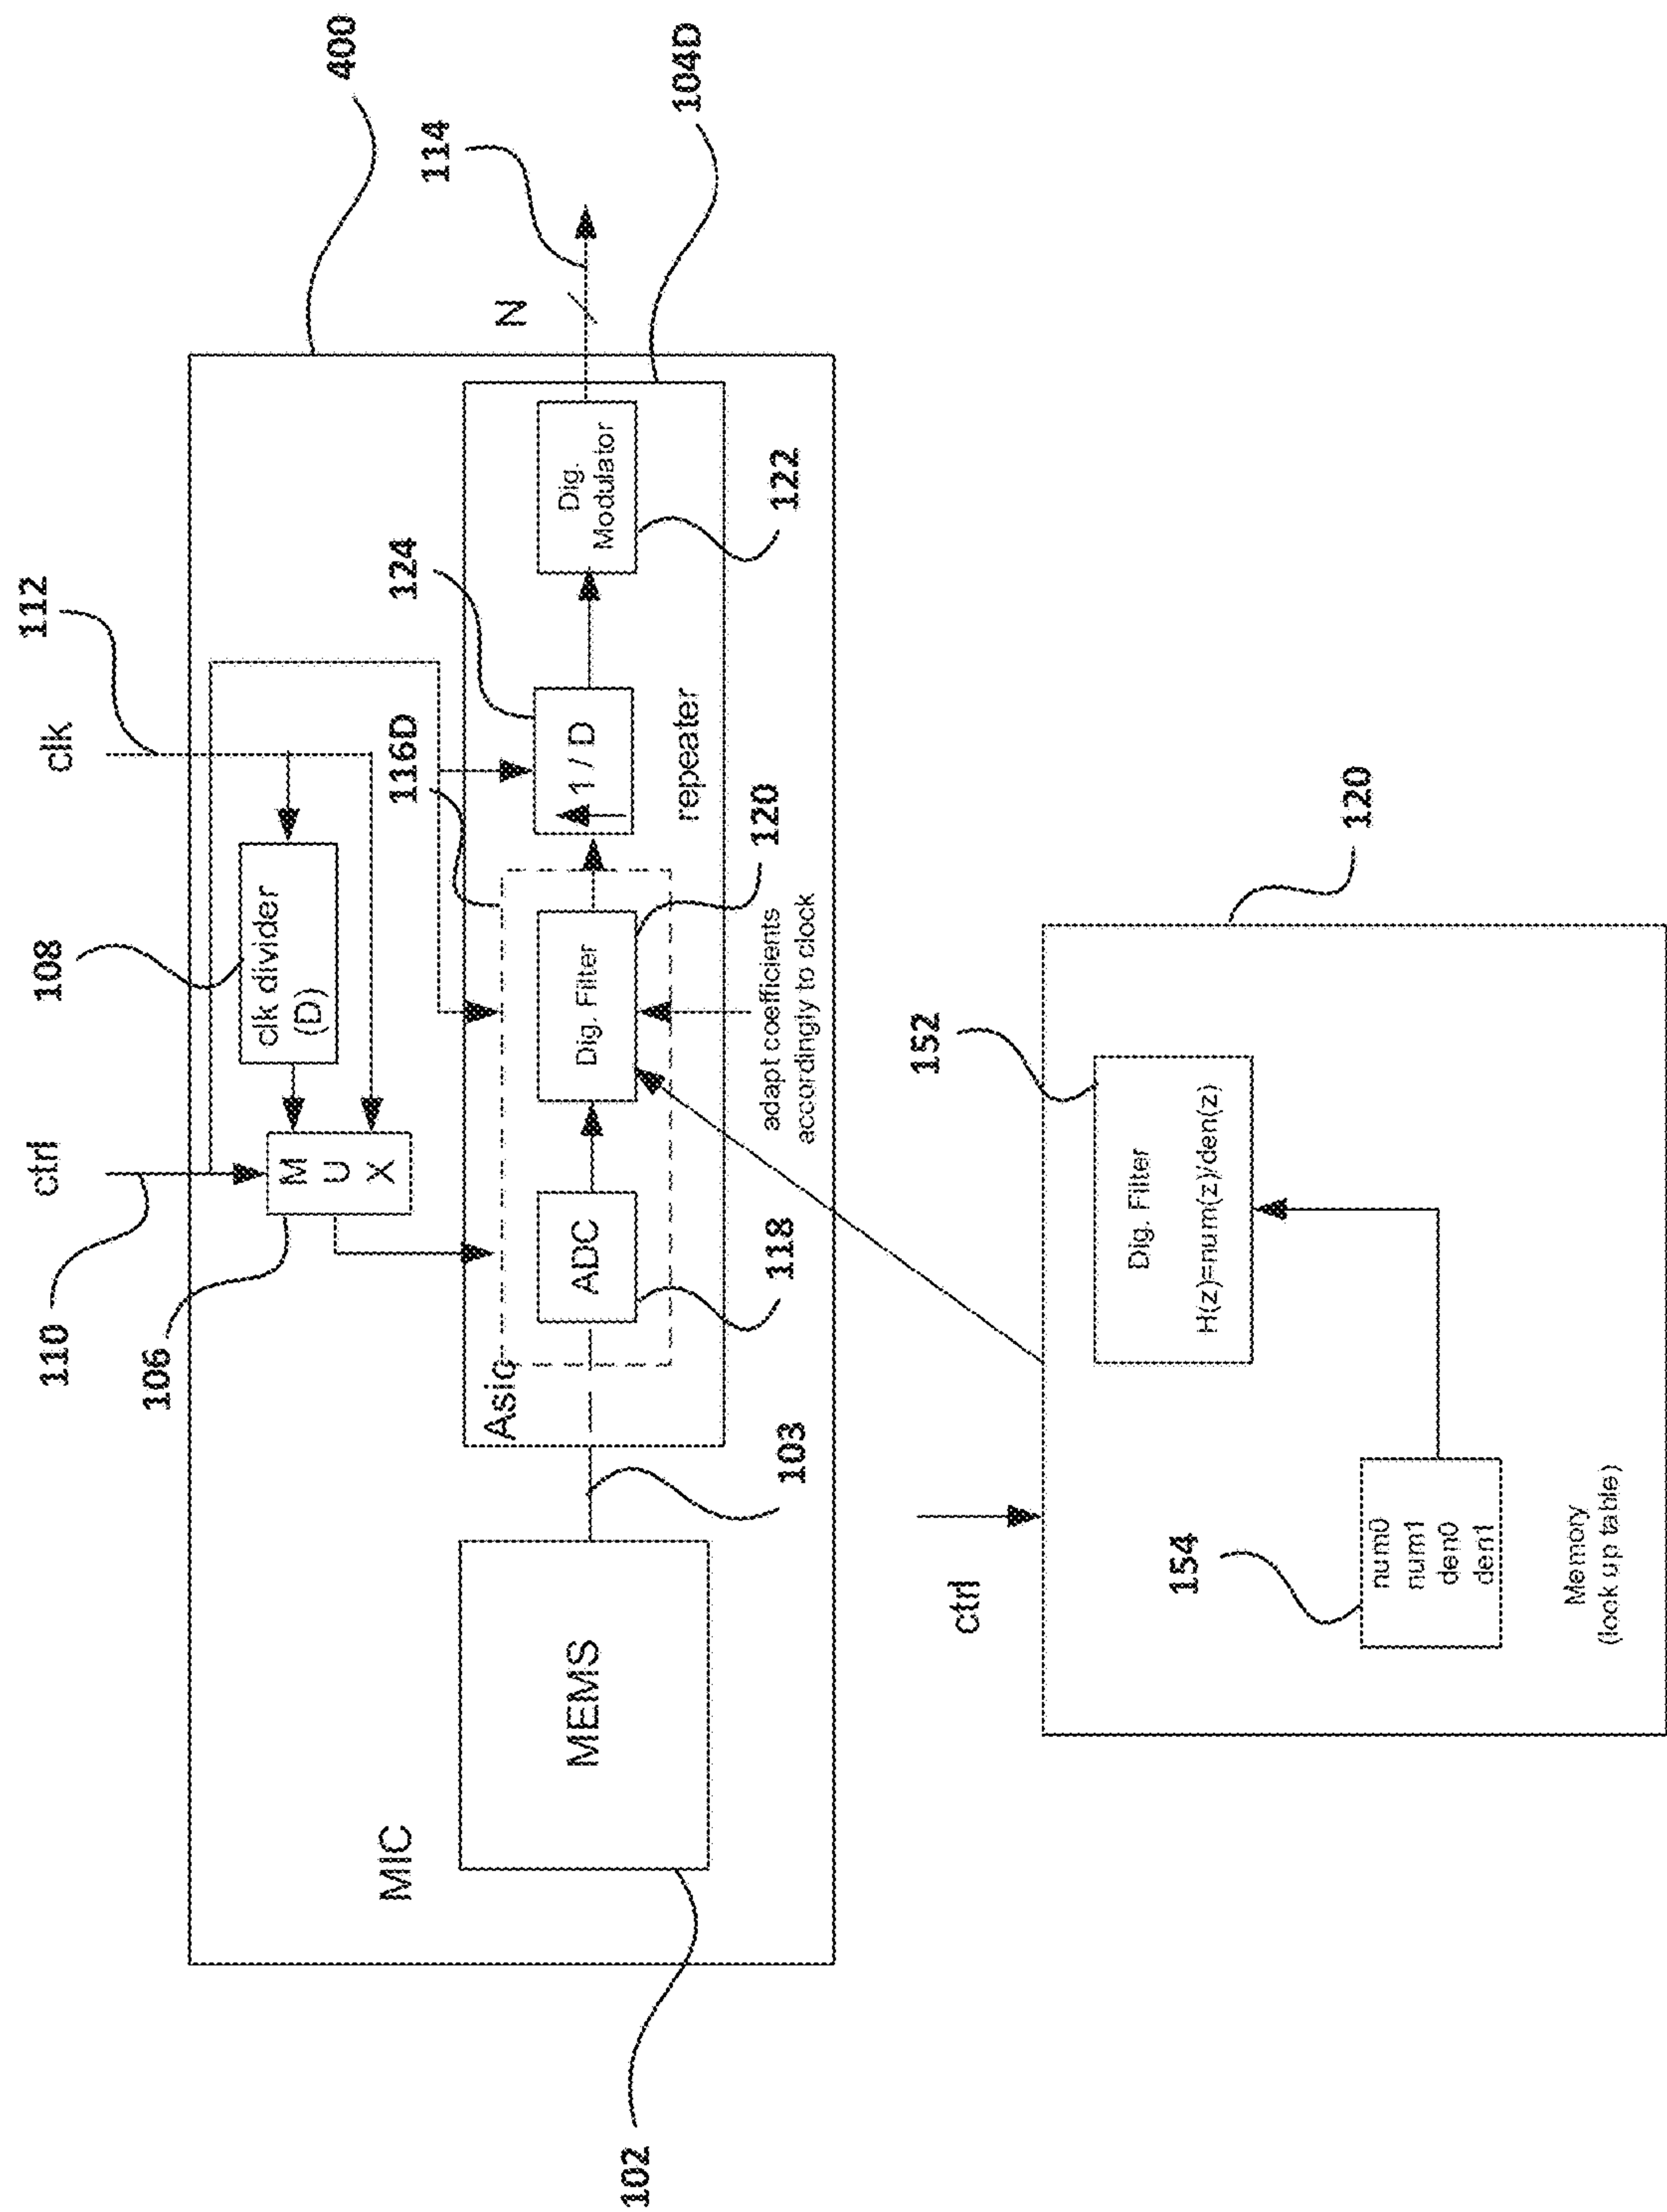 400
104D
114
N
112
clk
124
116D
108
clk divider
(D)
ctrl
110
106
M
U
X
MIC
MEMS
102
103
Asic
ADC
118
Dig. Filter
120
1 / D
repeater
Dig.
Modulator
122
adapt coefficients
accordingly to clock
120
152
Dig. Filter
H(z)=num(z)/den(z)
ctrl
154
num0
num1
den0
den1
Memory
(look up table)